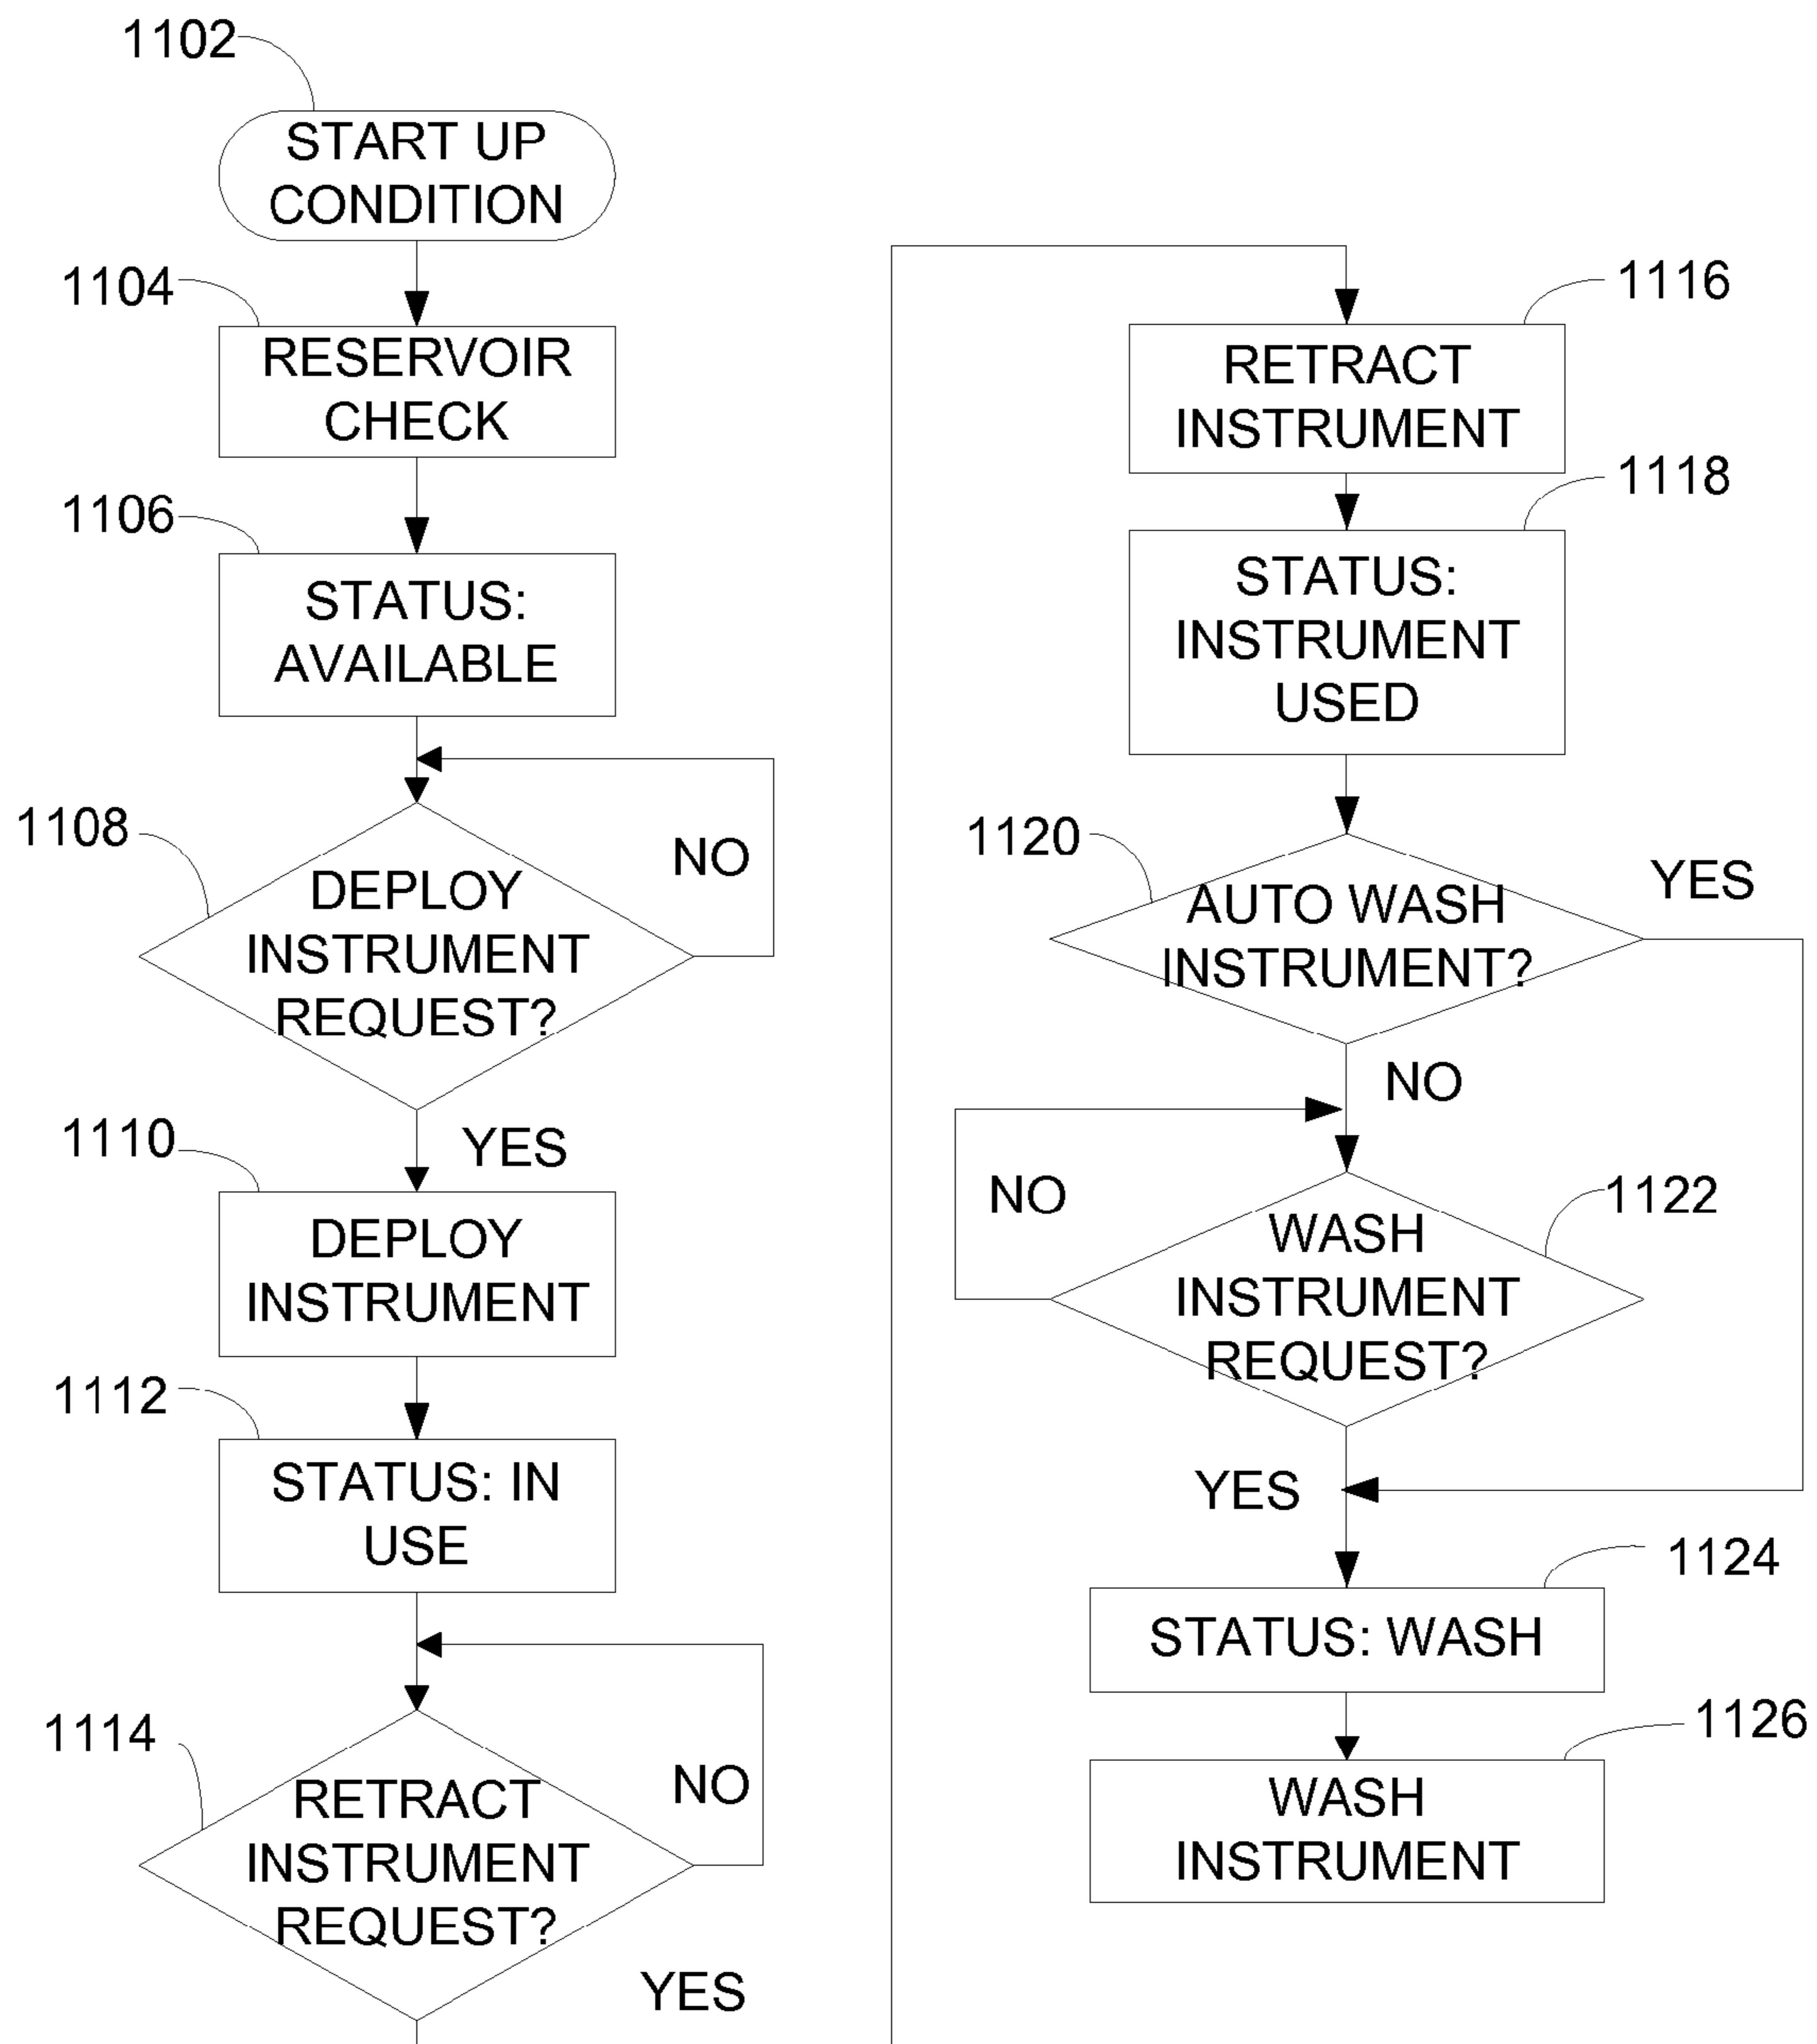 1102
START UP
CONDITION
1104
RESERVOIR
CHECK
1106
STATUS:
AVAILABLE
1108
NO
DEPLOY
INSTRUMENT
REQUEST?
YES
1110
DEPLOY
INSTRUMENT
1112
STATUS: IN
USE
1114
NO
RETRACT
INSTRUMENT
REQUEST?
YES
1116
RETRACT
INSTRUMENT
1118
STATUS:
INSTRUMENT
USED
1120
YES
AUTO WASH
INSTRUMENT?
NO
NO
1122
WASH
INSTRUMENT
REQUEST?
YES
1124
STATUS: WASH
1126
WASH
INSTRUMENT